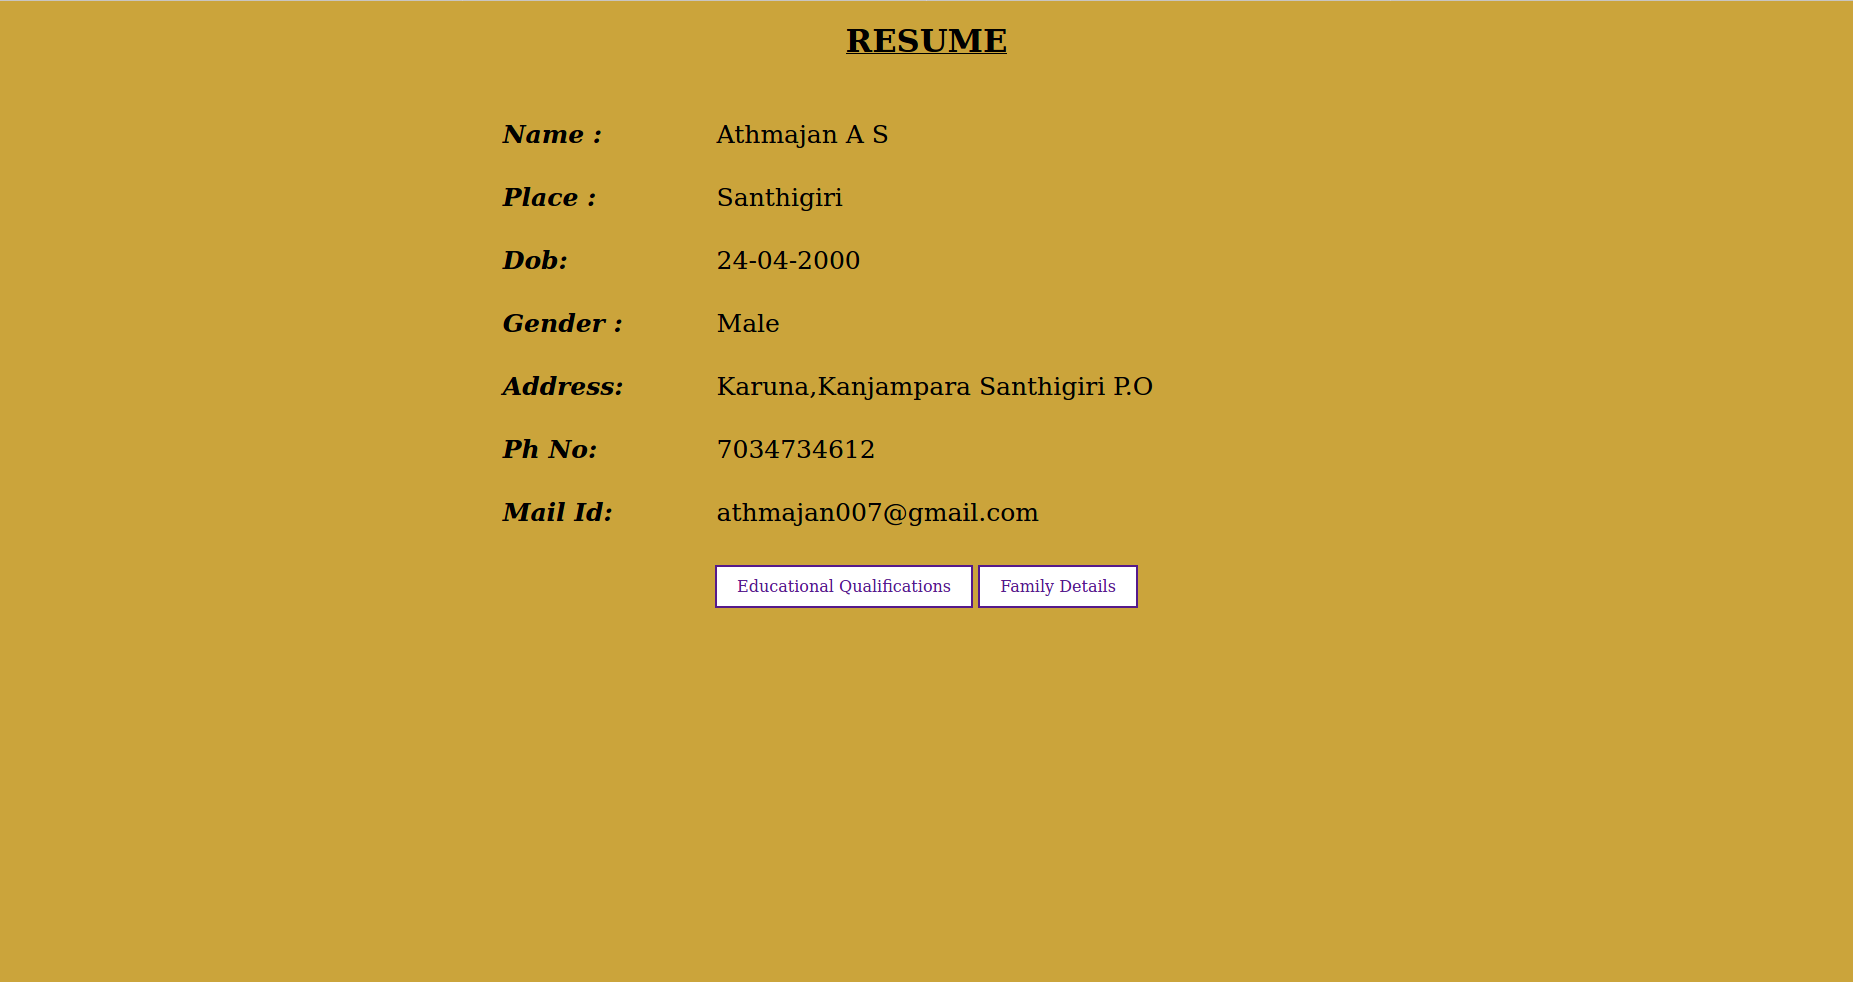 RESUME
Name : Athmajan A S
Place : Santhigiri
Dob: 24-04-2000
Gender : Male
Address: Karuna,Kanjampara Santhigiri P.O
Ph No: 7034734612
Mail Id: athmajan007@gmail.com
Educational Qualifications Family Details